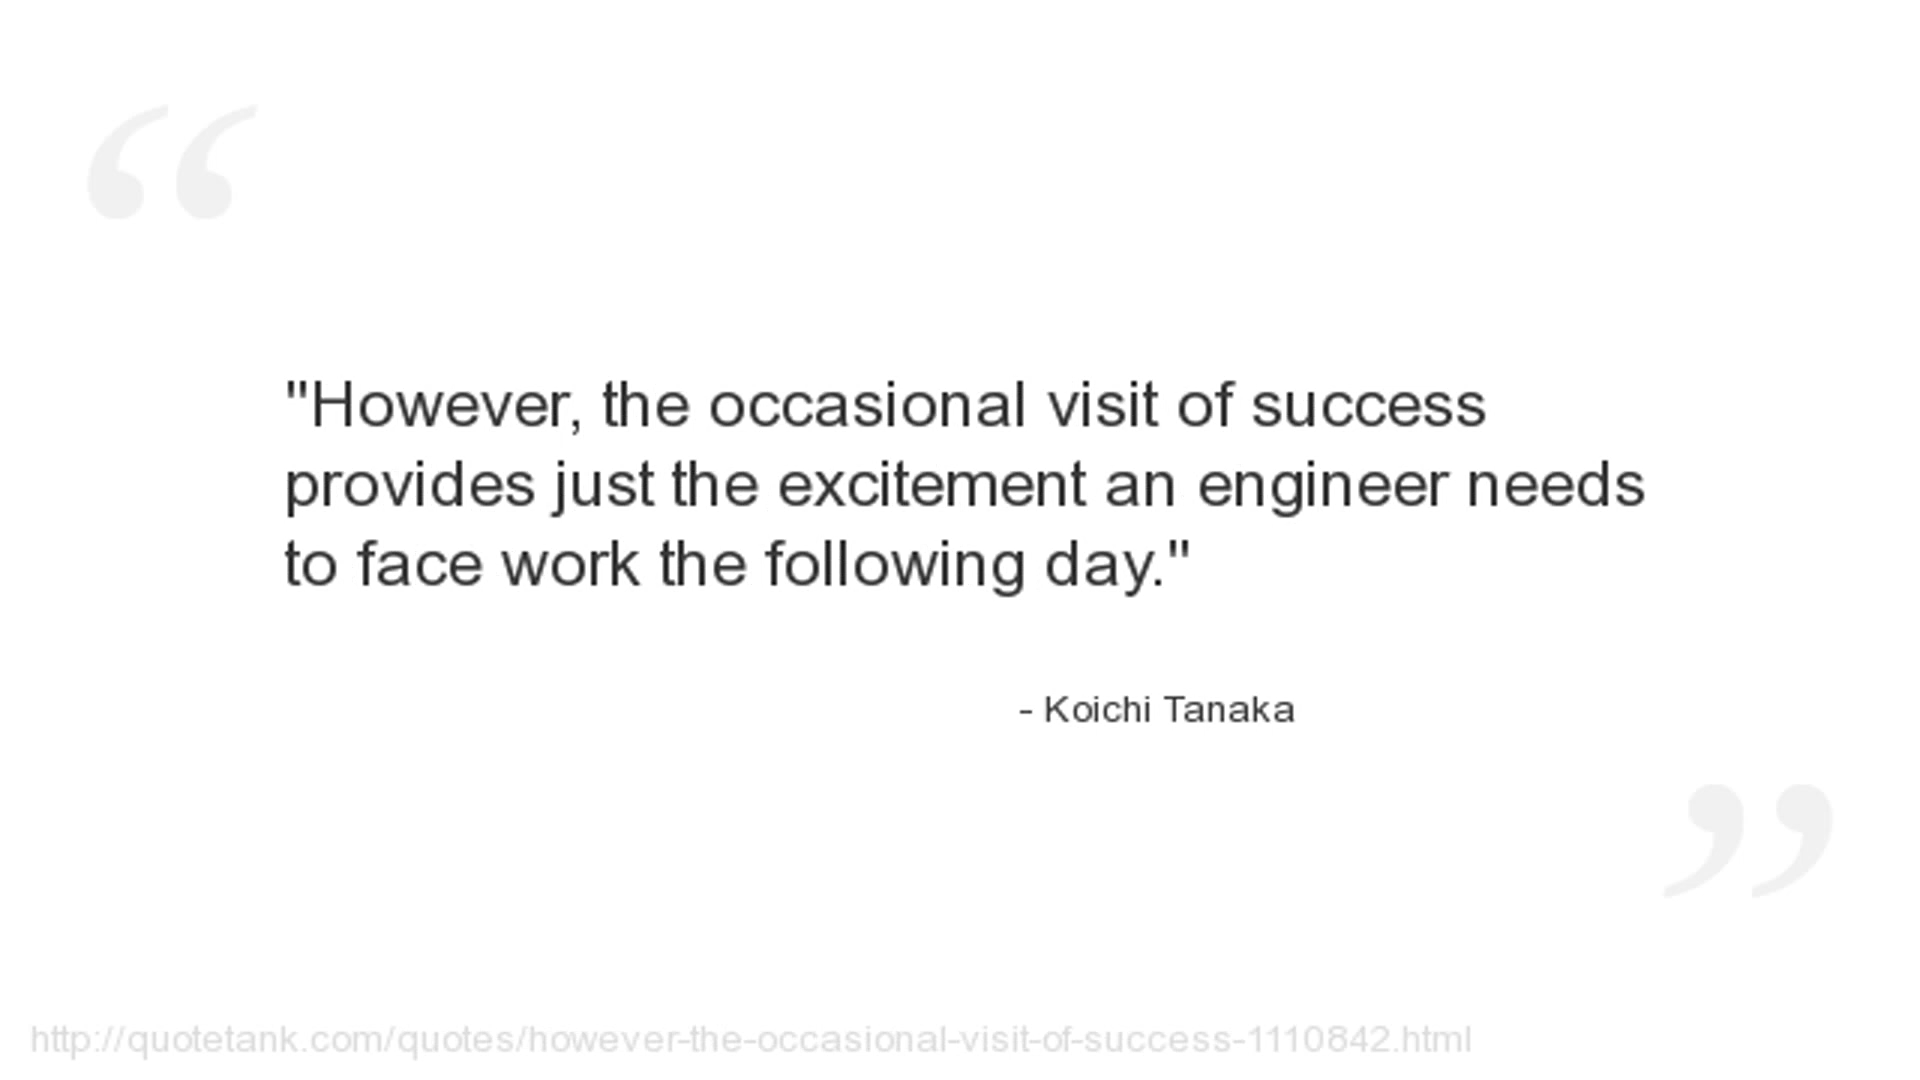 "However, the occasional visit of success
provides just the excitement an engineer needs
to face work the following day."
- Koichi Tanaka
http://quotetank.com/quotes/however-the-occasional-visit-of-success-1110842.html